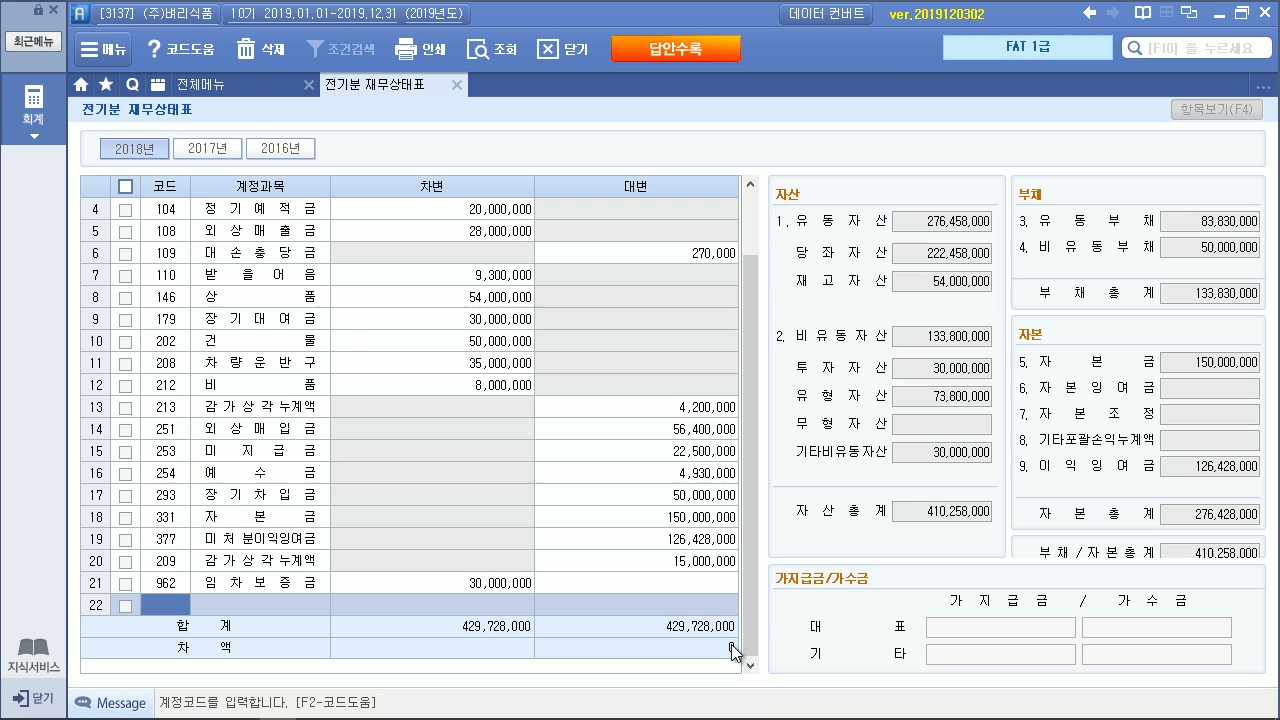 [3137] (주)벼리식품 10기 2019.01.01-2019.12.31 (2019년도) 데이터 컨버트 ver.2019120302
최근메뉴 메뉴 코드도움 삭제 조건검색 인쇄 조회 닫기 답안수록 FAT 1급 [F10] 을 누르세요
전체메뉴 전기분 재무상태표
회계
전기분 재무상태표 항목보기(F4)
2018년 2017년 2016년
코드 계정과목 차변 대변
4 104 정 기 예 적 금 20,000,000
5 108 외 상 매 출 금 28,000,000
6 109 대 손 충 당 금 270,000
7 110 받 을 어 음 9,300,000
8 146 상 품 54,000,000
9 179 장 기 대 여 금 30,000,000
10 202 건 물 50,000,000
11 208 차 량 운 반 구 35,000,000
12 212 비 품 8,000,000
13 213 감 가 상 각 누계액 4,200,000
14 251 외 상 매 입 금 56,400,000
15 253 미 지 급 금 22,500,000
16 254 예 수 금 4,930,000
17 293 장 기 차 입 금 50,000,000
18 331 자 본 금 150,000,000
19 377 미 처 분이익잉여금 126,428,000
20 209 감 가 상 각 누계액 15,000,000
21 962 임 차 보 증 금 30,000,000
22
합 계 429,728,000 429,728,000
차 액
자산
1. 유 동 자 산 276,458,000
당 좌 자 산 222,458,000
재 고 자 산 54,000,000
2. 비 유 동 자 산 133,800,000
투 자 자 산 30,000,000
유 형 자 산 73,800,000
무 형 자 산
기타비유동자산 30,000,000
자 산 총 계 410,258,000
부채
3. 유 동 부 채 83,830,000
4. 비 유 동 부 채 50,000,000
부 채 총 계 133,830,000
자본
5. 자 본 금 150,000,000
6. 자 본 잉 여 금
7. 자 본 조 정
8. 기타포괄손익누계액
9. 이 익 잉 여 금 126,428,000
자 본 총 계 276,428,000
부 채 / 자 본 총 계 410,258,000
가지급금/가수금
가 지 급 금 / 가 수 금
대 표
기 타
지식서비스
닫기
Message 계정코드를 입력합니다. [F2-코드도움]